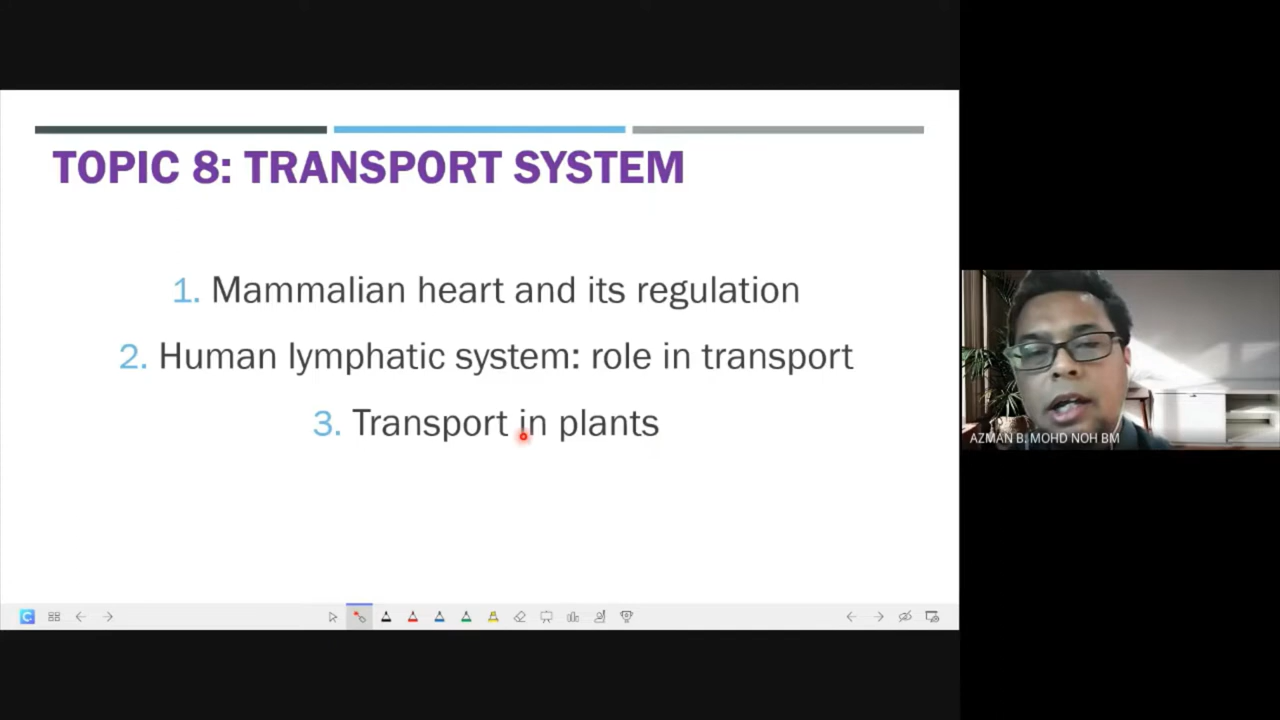 TOPIC 8: TRANSPORT SYSTEM
1. Mammalian heart and its regulation
2. Human lymphatic system: role in transport
3. Transport in plants
AZMAN B. MOHD NOH BM
C